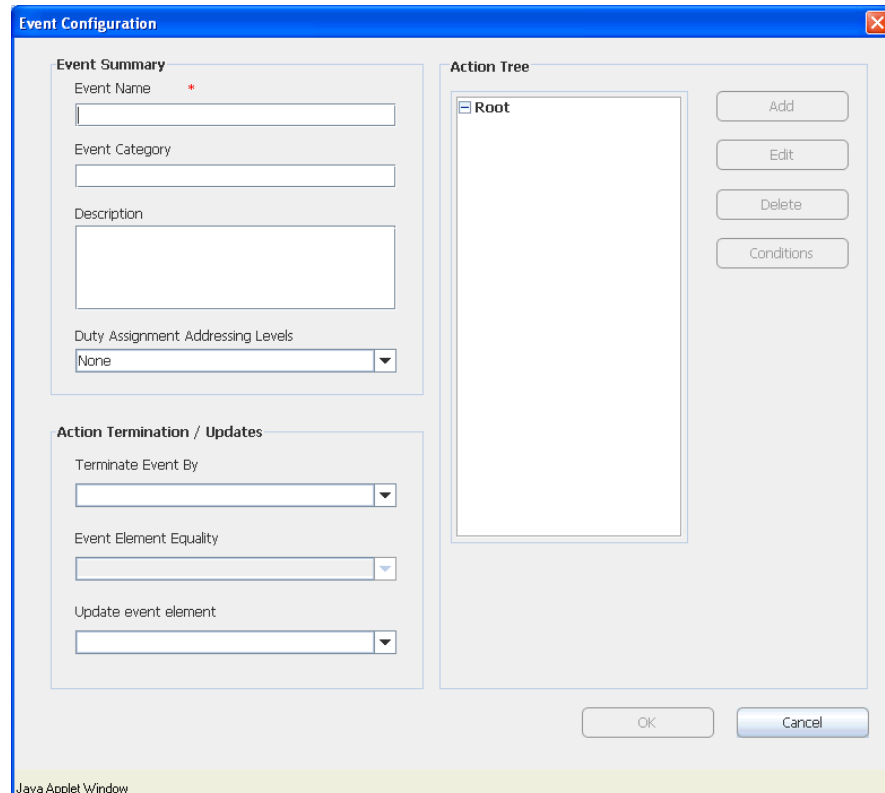 Event Configuration
Event Summary
Event Name *
Event Category
Description
Duty Assignment Addressing Levels
None
Action Termination / Updates
Terminate Event By
Event Element Equality
Update event element
Action Tree
Root
Add
Edit
Delete
Conditions
OK
Cancel
Java Applet Window